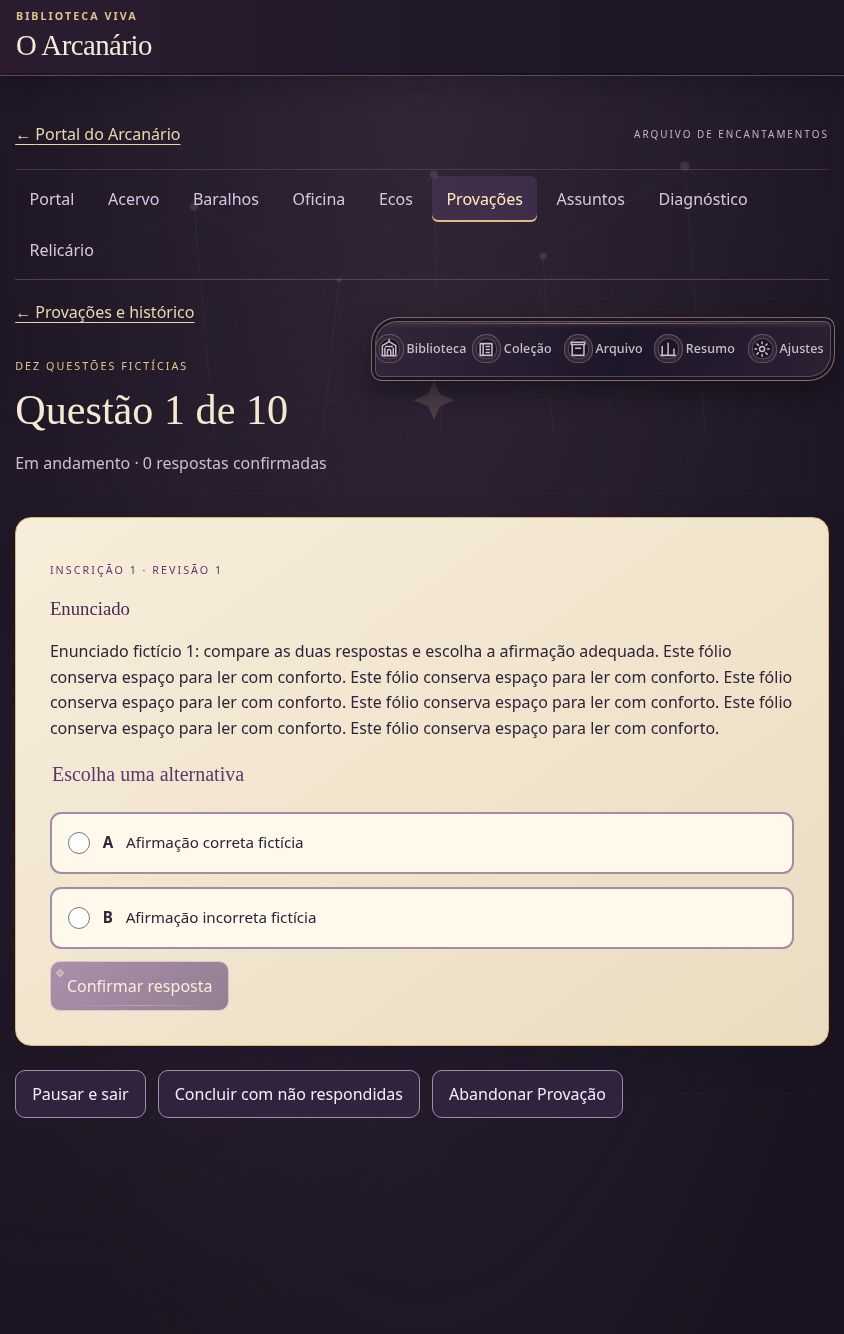 BIBLIOTECA VIVA
O Arcanário
← Portal do Arcanário
ARQUIVO DE ENCANTAMENTOS
Portal Acervo Baralhos Oficina Ecos Provações Assuntos Diagnóstico
Relicário
← Provações e histórico
Biblioteca Coleção Arquivo Resumo Ajustes
DEZ QUESTÕES FICTÍCIAS
Questão 1 de 10
Em andamento · 0 respostas confirmadas
INSCRIÇÃO 1 · REVISÃO 1
Enunciado
Enunciado fictício 1: compare as duas respostas e escolha a afirmação adequada. Este fólio
conserva espaço para ler com conforto. Este fólio conserva espaço para ler com conforto. Este fólio
conserva espaço para ler com conforto. Este fólio conserva espaço para ler com conforto. Este fólio
conserva espaço para ler com conforto. Este fólio conserva espaço para ler com conforto.
Escolha uma alternativa
A Afirmação correta fictícia
B Afirmação incorreta fictícia
Confirmar resposta
Pausar e sair Concluir com não respondidas Abandonar Provação